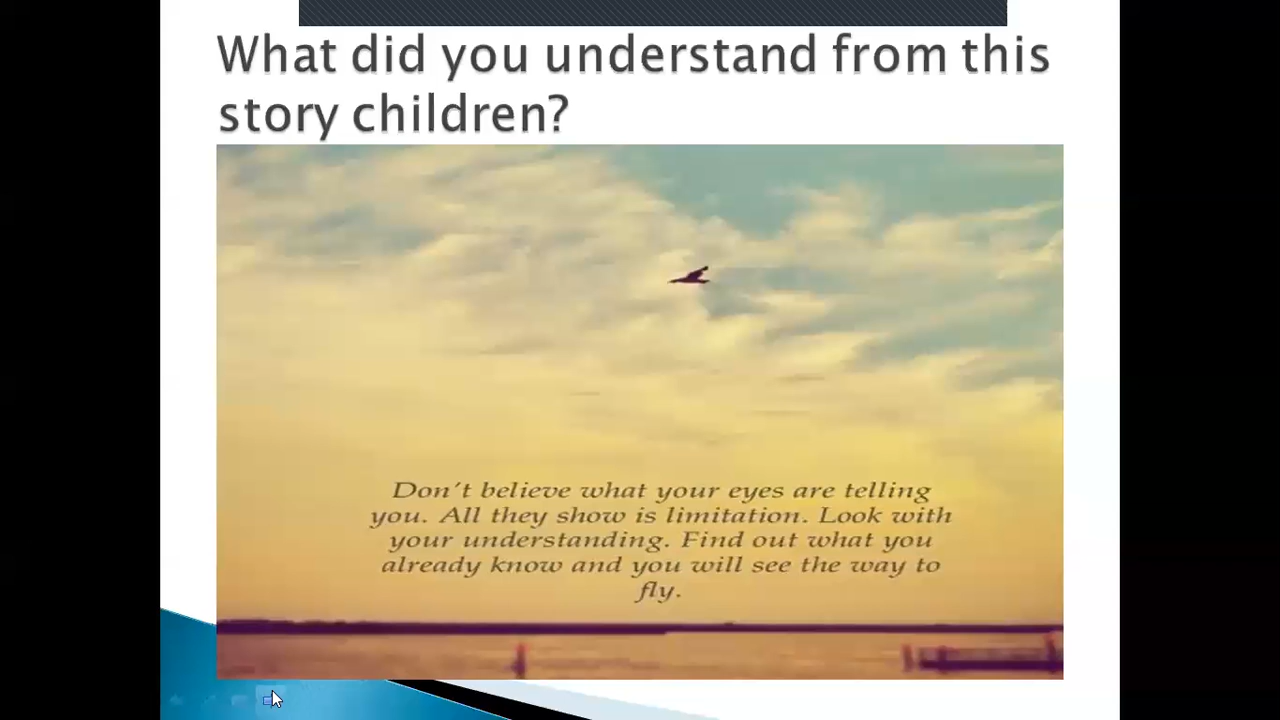 What did you understand from this
story children?
Don't believe what your eyes are telling
you. All they show is limitation. Look with
your understanding. Find out what you
already know and you will see the way to
fly.